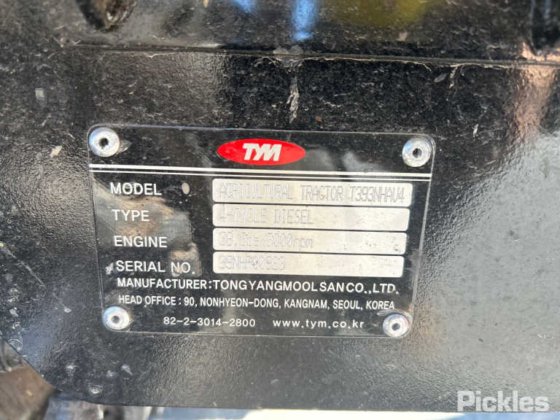 TYM
MODEL AGRICULTURAL TRACTOR T393NHAU4
TYPE 4-CYCLE DIESEL
ENGINE
SERIAL NO.
MANUFACTURER:TONGYANGMOOLSAN CO.,LTD.
HEAD OFFICE : 90, NONHYEON-DONG, KANGNAM, SEOUL, KOREA
82-2-3014-2800 www.tym.co.kr
Pickles